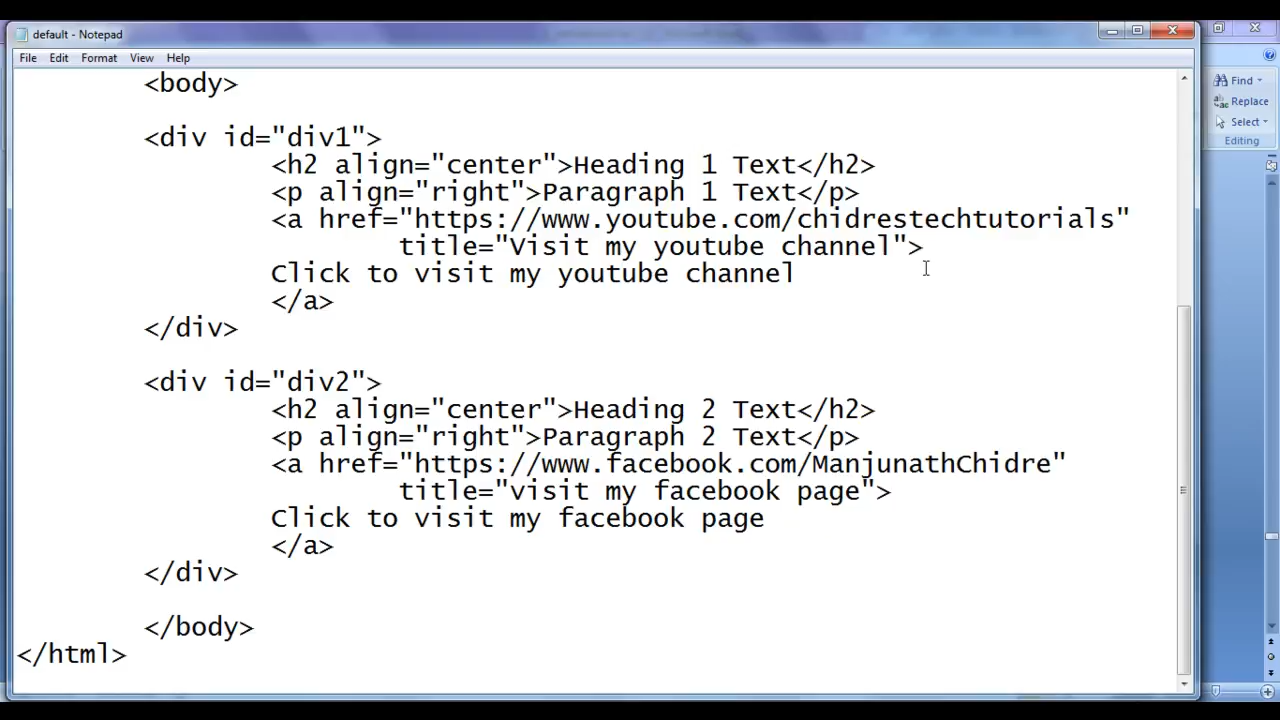 default - Notepad
File Edit Format View Help
<body>
<div id="div1">
<h2 align="center">Heading 1 Text</h2>
<p align="right">Paragraph 1 Text</p>
<a href="https://www.youtube.com/chidrestechtutorials"
title="Visit my youtube channel">
Click to visit my youtube channel
</a>
</div>
<div id="div2">
<h2 align="center">Heading 2 Text</h2>
<p align="right">Paragraph 2 Text</p>
<a href="https://www.facebook.com/ManjunathChidre"
title="visit my facebook page">
Click to visit my facebook page
</a>
</div>
</body>
</html>
Find
Replace
Select
Editing